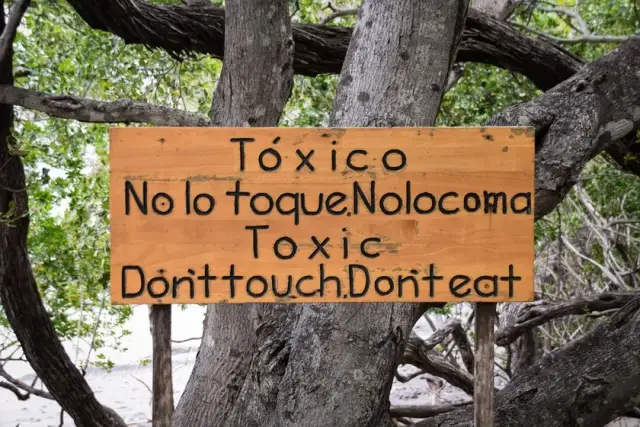 Tóxico
No lo toque. No lo coma
Toxic
Don't touch. Don't eat